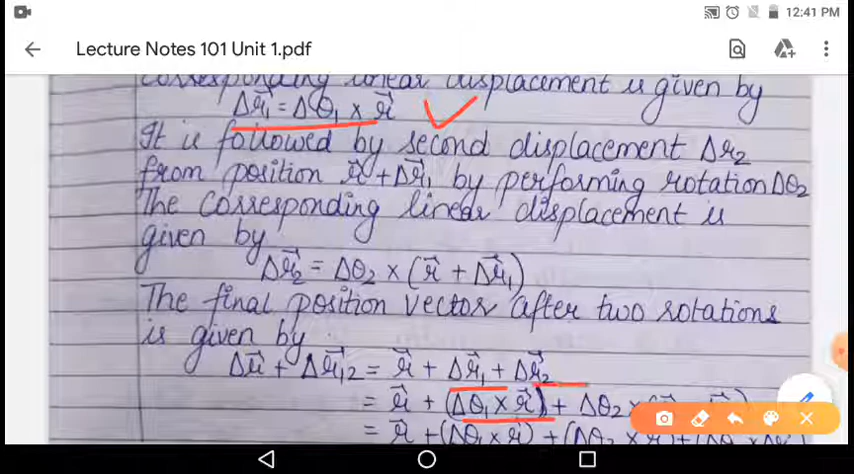 12:41 PM
Lecture Notes 101 Unit 1.pdf
corresponding linear displacement is given by
Δr⃗₁ = Δθ₁ × r⃗
It is followed by second displacement Δr₂
from position r⃗ + Δr⃗₁ by performing rotation Δθ₂
The corresponding linear displacement is
given by
Δr⃗₂ = Δθ₂ × (r⃗ + Δr⃗₁)
The final position vector after two rotations
is given by
Δr⃗ + Δr⃗₁₂ = r⃗ + Δr⃗₁ + Δr⃗₂
= r⃗ + (Δθ₁ × r⃗) + Δθ₂ ×
= r⃗ + (Δθ₁ × r⃗) + (Δθ₂ × r⃗) +